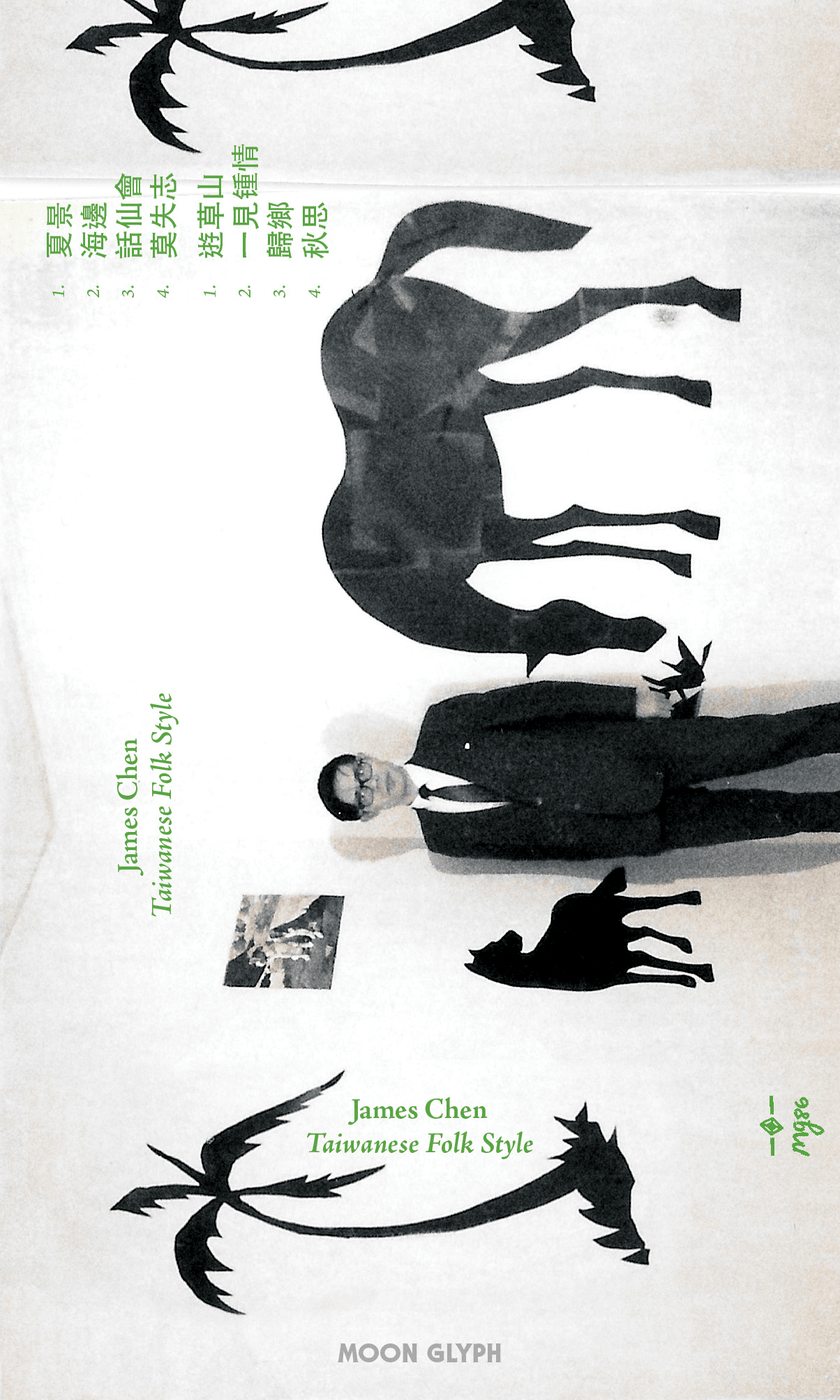 1. 夏景
2. 海邊
3. 話仙會
4. 莫失志
1. 遊草山
2. 一見锺情
3. 歸鄉
4. 秋思
James Chen
Taiwanese Folk Style
James Chen
Taiwanese Folk Style
mg86
MOON GLYPH